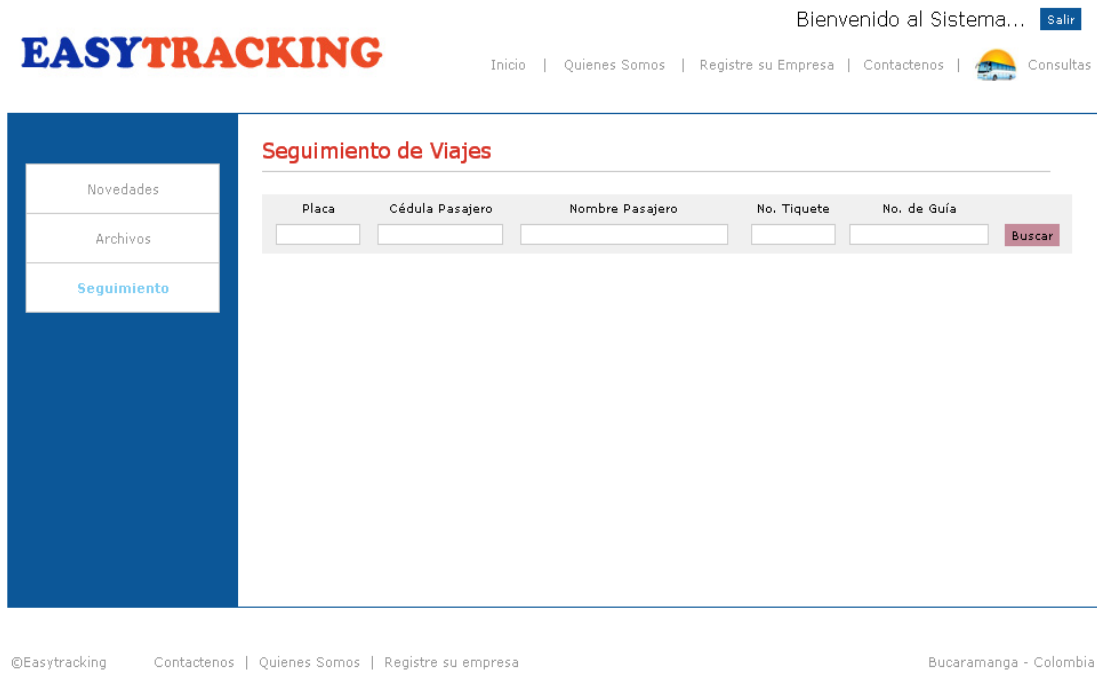 Bienvenido al Sistema... Salir
EASYTRACKING
Inicio | Quienes Somos | Registre su Empresa | Contactenos | Consultas
Seguimiento de Viajes
Novedades
Archivos
Seguimiento
Placa Cédula Pasajero Nombre Pasajero No. Tiquete No. de Guía
Buscar
©Easytracking Contactenos | Quienes Somos | Registre su empresa Bucaramanga - Colombia